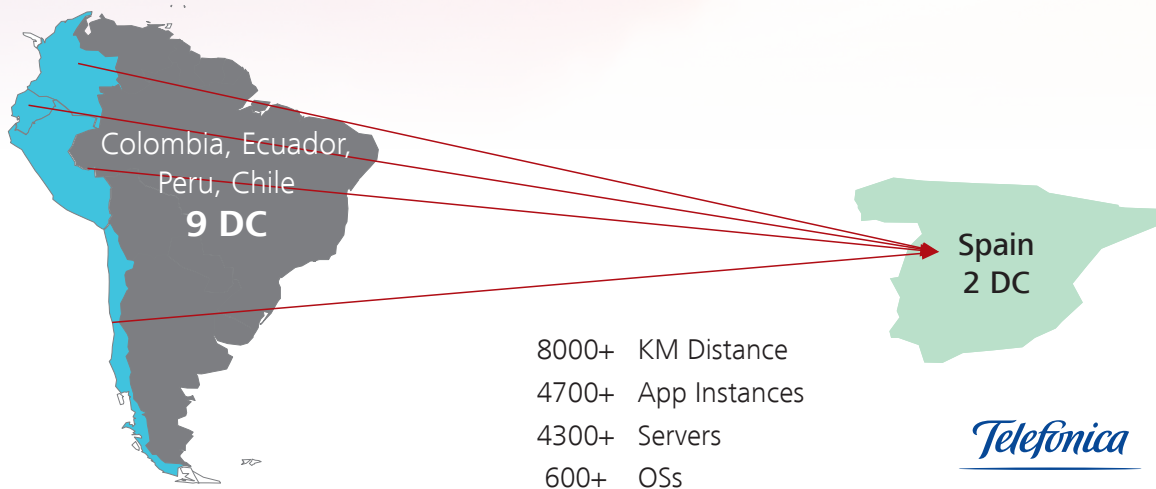 Colombia, Ecuador,
Peru, Chile
9 DC
Spain
2 DC
8000+ KM Distance
4700+ App Instances
4300+ Servers
600+ OSs
Telefónica